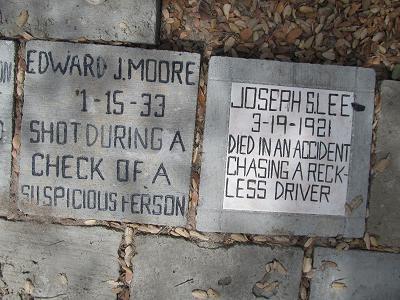 EDWARD J. MOORE
1-15-33
SHOT DURING A
CHECK OF A
SUSPICIOUS PERSON
JOSEPH S LEE
3-19-1921
DIED IN AN ACCIDENT
CHASING A RECK-
LESS DRIVER